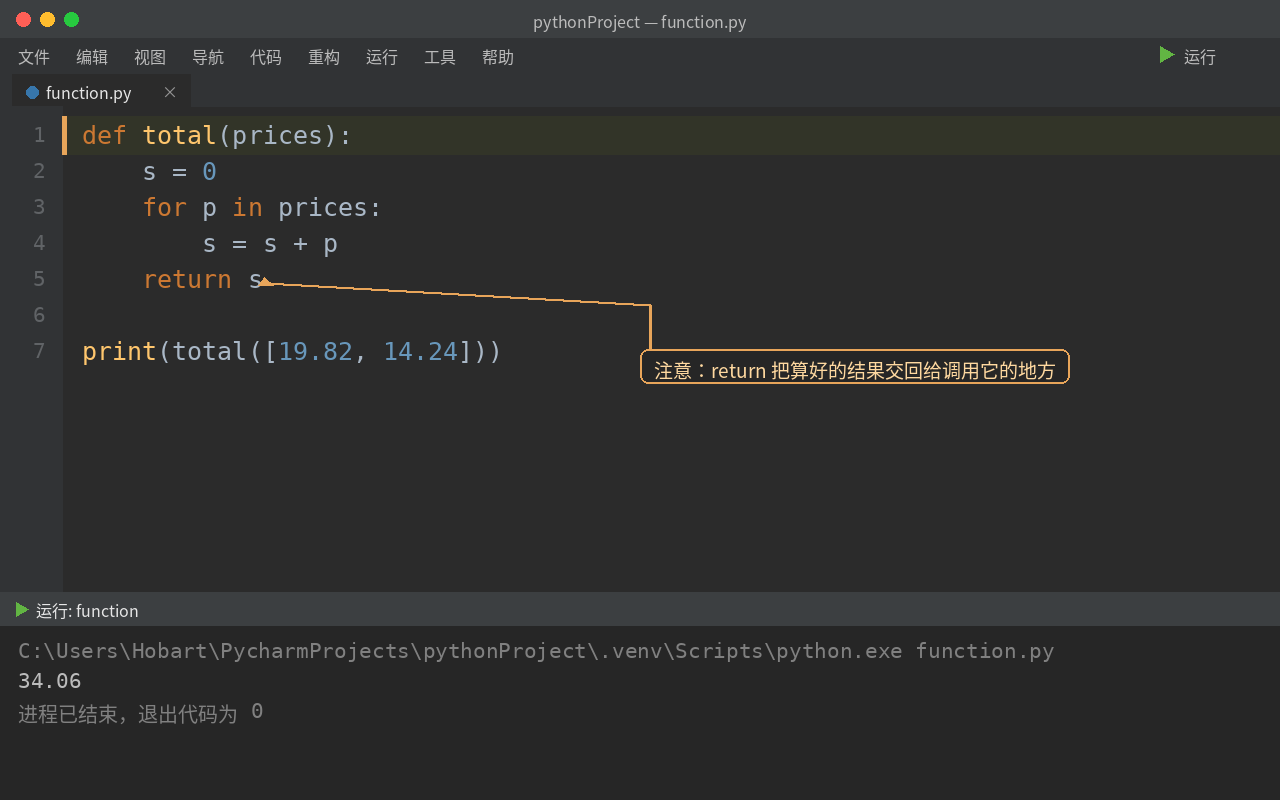 pythonProject — function.py
文件 编辑 视图 导航 代码 重构 运行 工具 帮助 运行
function.py
1 def total(prices):
2     s = 0
3     for p in prices:
4         s = s + p
5     return s
6
7 print(total([19.82, 14.24]))
注意：return 把算好的结果交回给调用它的地方
运行: function
C:\Users\Hobart\PycharmProjects\pythonProject\.venv\Scripts\python.exe function.py
34.06
进程已结束，退出代码为 0